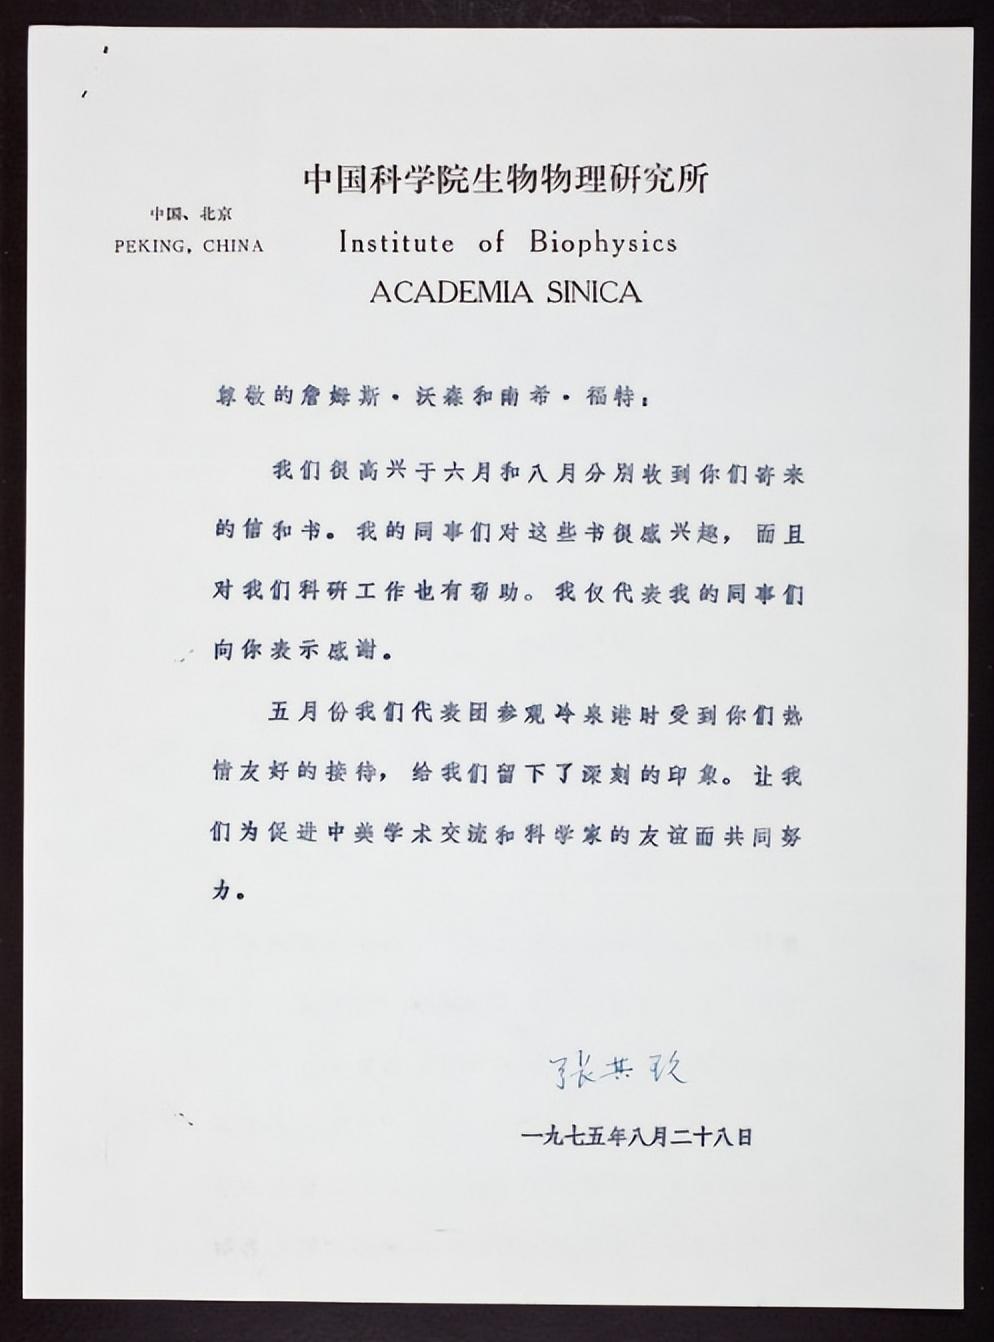 中国科学院生物物理研究所
中国、北京
PEKING, CHINA
Institute of Biophysics
ACADEMIA SINICA
尊敬的詹姆斯·沃森和南希·福特：
我们很高兴于六月和八月分别收到你们寄来
的信和书。我的同事们对这些书很感兴趣，而且
对我们科研工作也有帮助。我仅代表我的同事们
向你表示感谢。
五月份我们代表团参观冷泉港时受到你们热
情友好的接待，给我们留下了深刻的印象。让我
们为促进中美学术交流和科学家的友谊而共同努
力。
张
一九七五年八月二十八日